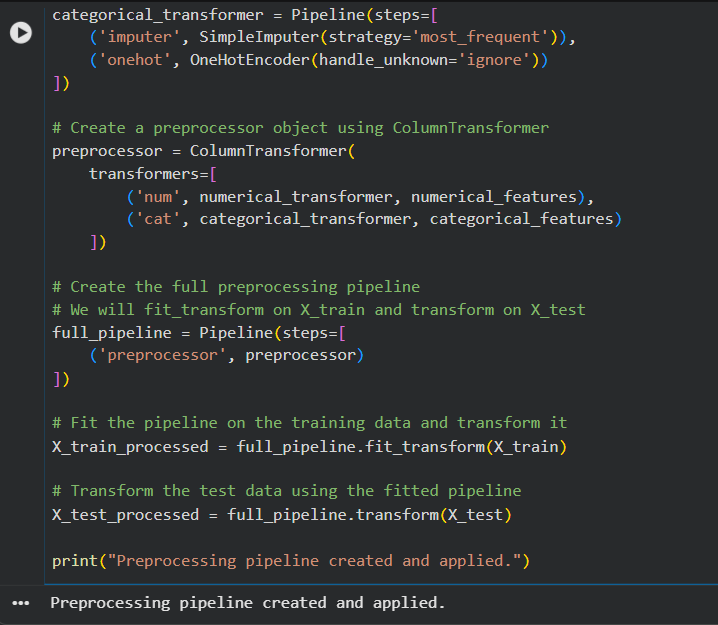 categorical_transformer = Pipeline(steps=[
    ('imputer', SimpleImputer(strategy='most_frequent')),
    ('onehot', OneHotEncoder(handle_unknown='ignore'))
])

# Create a preprocessor object using ColumnTransformer
preprocessor = ColumnTransformer(
    transformers=[
        ('num', numerical_transformer, numerical_features),
        ('cat', categorical_transformer, categorical_features)
    ])

# Create the full preprocessing pipeline
# We will fit_transform on X_train and transform on X_test
full_pipeline = Pipeline(steps=[
    ('preprocessor', preprocessor)
])

# Fit the pipeline on the training data and transform it
X_train_processed = full_pipeline.fit_transform(X_train)

# Transform the test data using the fitted pipeline
X_test_processed = full_pipeline.transform(X_test)

print("Preprocessing pipeline created and applied.")
Preprocessing pipeline created and applied.